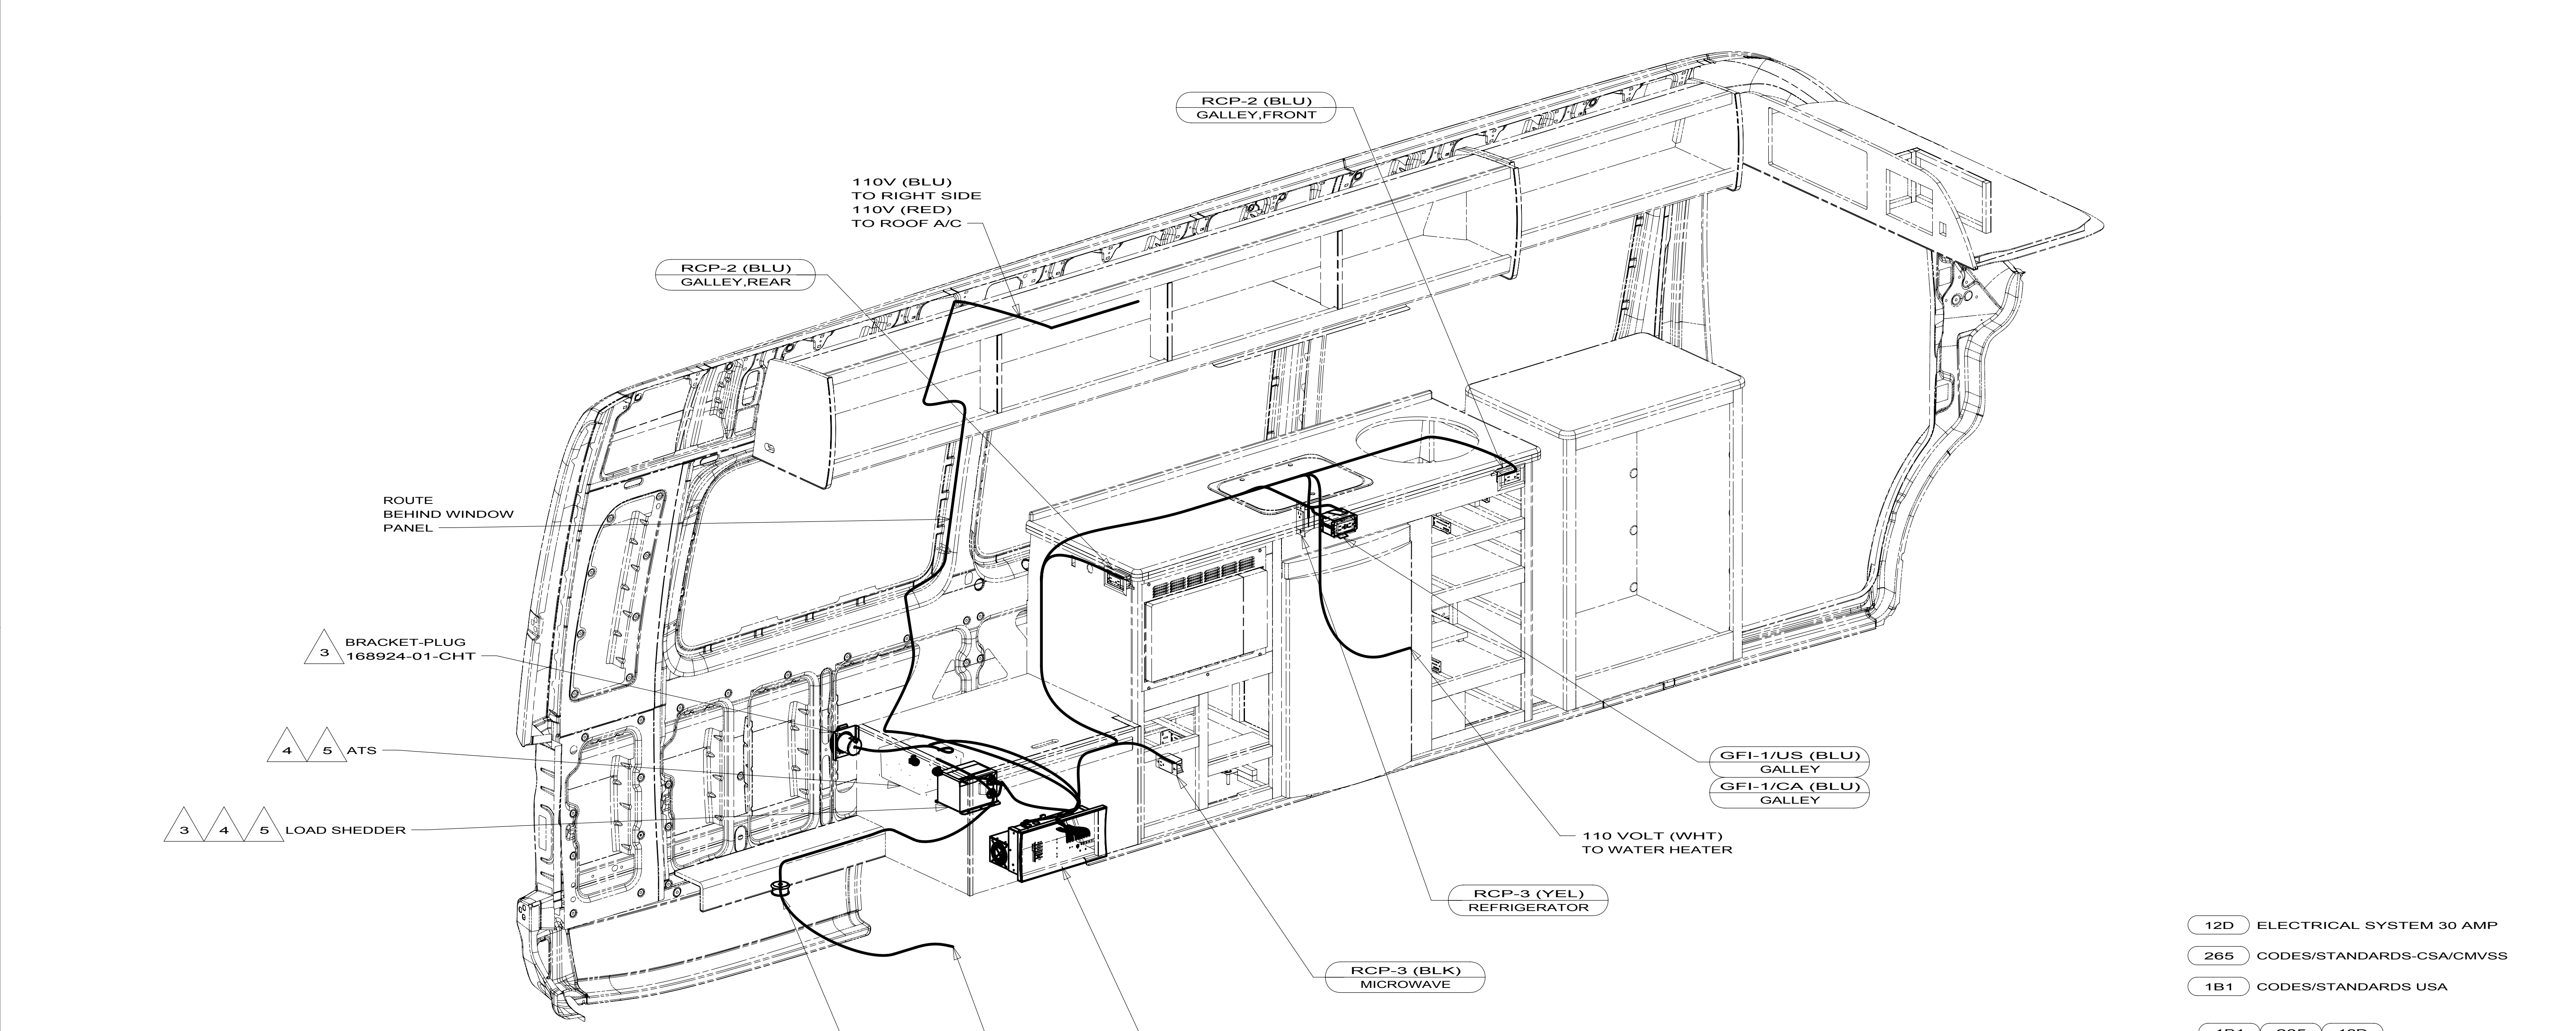 RCP-2 (BLU)
GALLEY,FRONT
110V (BLU)
TO RIGHT SIDE
110V (RED)
TO ROOF A/C
RCP-2 (BLU)
GALLEY,REAR
ROUTE
BEHIND WINDOW
PANEL
3 BRACKET-PLUG
168924-01-CHT
4 5 ATS
3 4 5 LOAD SHEDDER
GFI-1/US (BLU)
GALLEY
GFI-1/CA (BLU)
GALLEY
110 VOLT (WHT)
TO WATER HEATER
RCP-3 (YEL)
REFRIGERATOR
RCP-3 (BLK)
MICROWAVE
12D ELECTRICAL SYSTEM 30 AMP
265 CODES/STANDARDS-CSA/CMVSS
1B1 CODES/STANDARDS USA